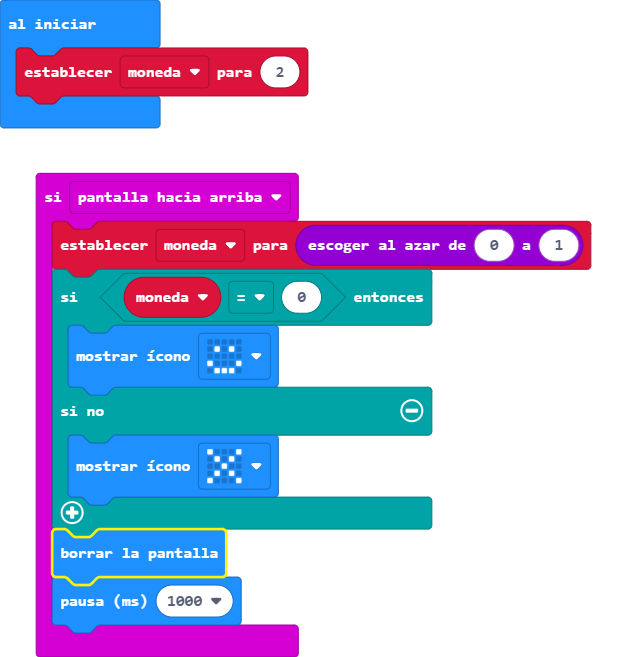 al iniciar
establecer moneda para 2
si pantalla hacia arriba
establecer moneda para escoger al azar de 0 a 1
si moneda = 0 entonces
mostrar ícono
si no
mostrar ícono
borrar la pantalla
pausa (ms) 1000